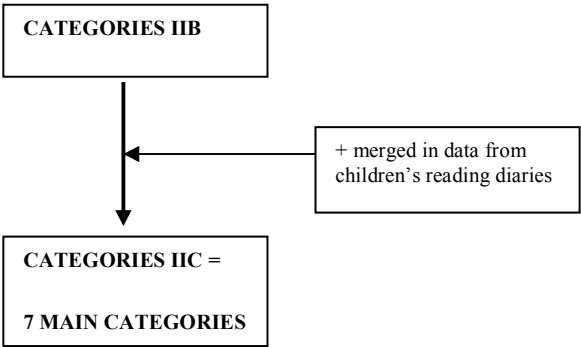 CATEGORIES IIB
+ merged in data from
children’s reading diaries
CATEGORIES IIC =
7 MAIN CATEGORIES